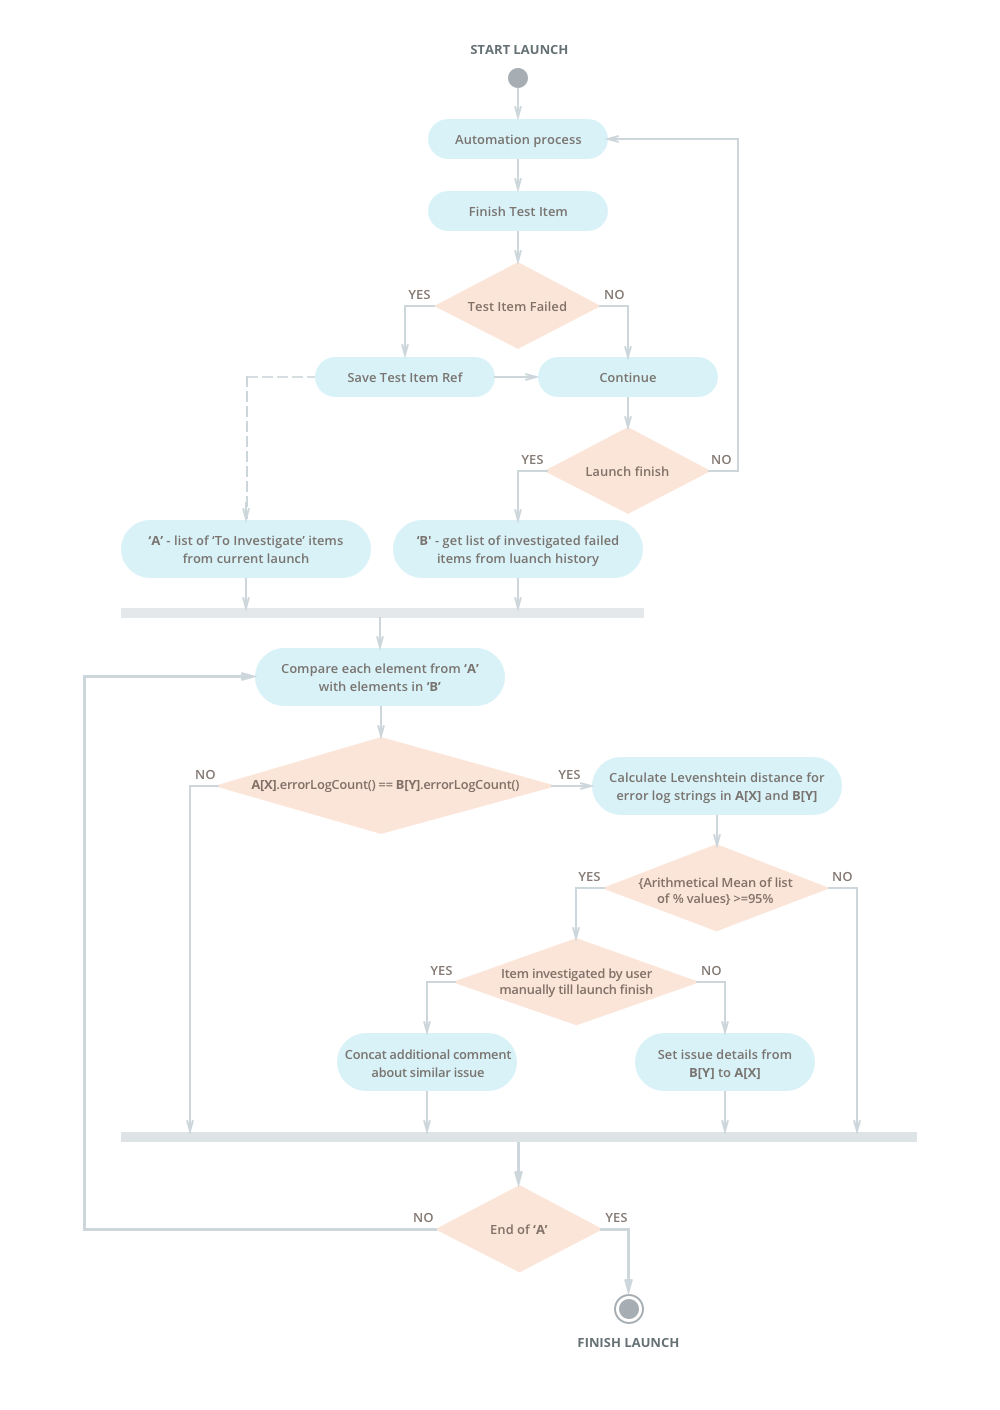 START LAUNCH
Automation process
Finish Test Item
YES
NO
Test Item Failed
Save Test Item Ref
Continue
YES
NO
Launch finish
‘A’ - list of ‘To Investigate’ items
from current launch
‘B' - get list of investigated failed
items from luanch history
Compare each element from ‘A’
with elements in ‘B’
NO
YES
A[X].errorLogCount() == B[Y].errorLogCount()
Calculate Levenshtein distance for
error log strings in A[X] and B[Y]
YES
NO
{Arithmetical Mean of list
of % values} >=95%
YES
NO
Item investigated by user
manually till launch finish
Concat additional comment
about similar issue
Set issue details from
B[Y] to A[X]
NO
YES
End of ‘A’
FINISH LAUNCH